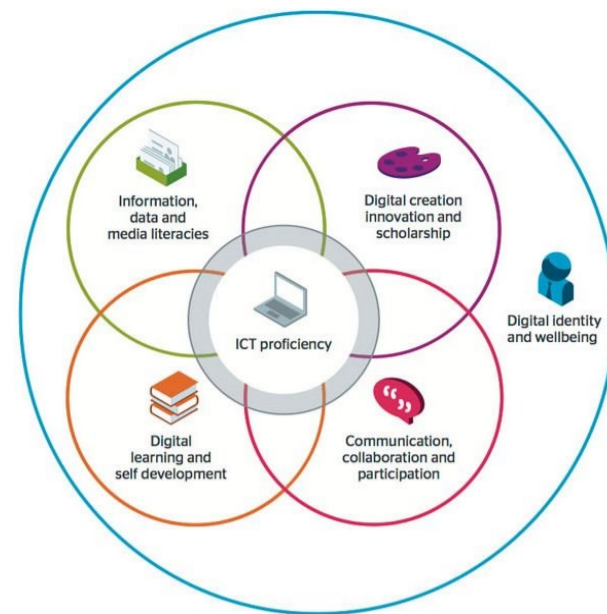 Information,
data and
media literacies
Digital creation
innovation and
scholarship
ICT proficiency
Digital identity
and wellbeing
Digital
learning and
self development
Communication,
collaboration and
participation